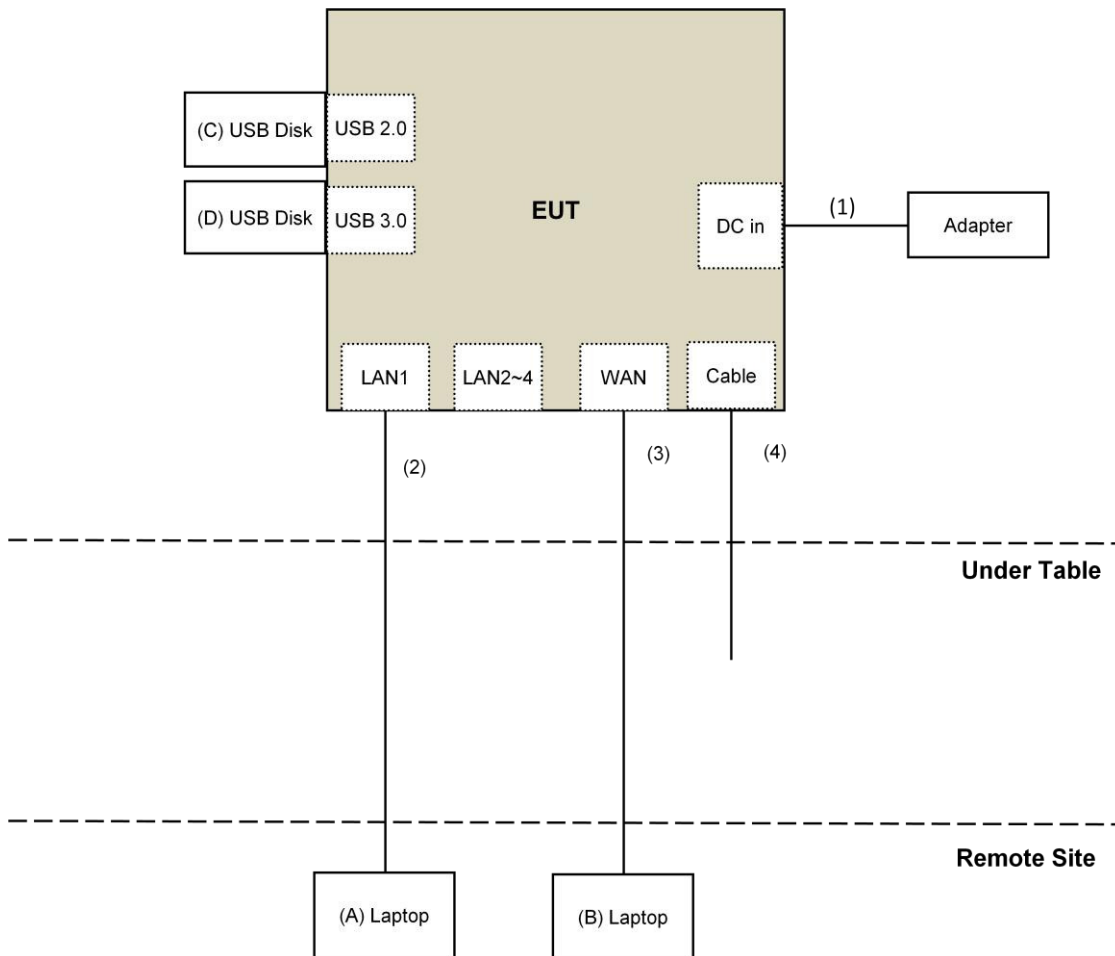 (C) USB Disk
USB 2.0
(D) USB Disk
USB 3.0
EUT
DC in
(1)
Adapter
LAN1
LAN2~4
WAN
Cable
(2)
(3)
(4)
Under Table
Remote Site
(A) Laptop
(B) Laptop